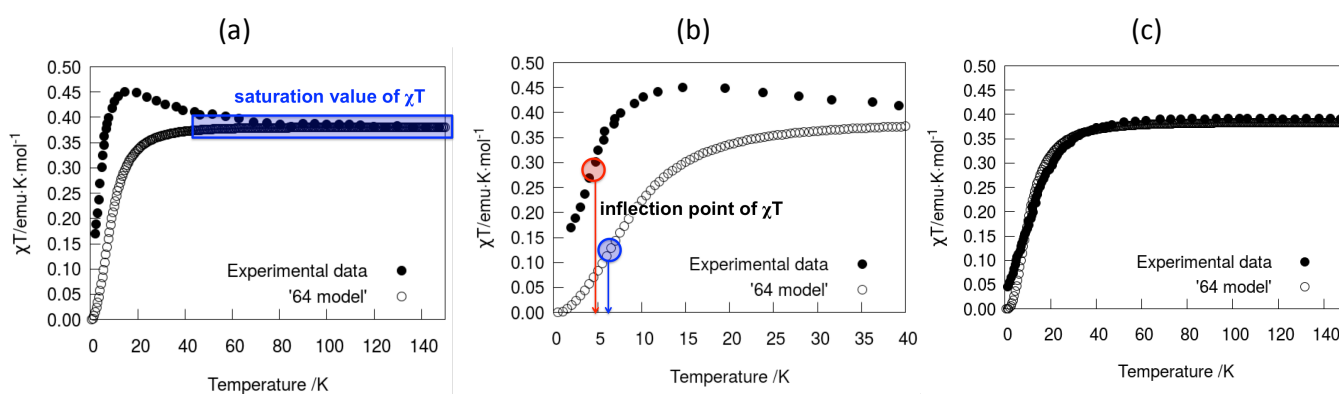 (a)
0.50
0.45
0.40
0.35
0.30
0.25
0.20
0.15
0.10
0.05
0.00
χT/emu·K·mol⁻¹
saturation value of χT
Experimental data
'64 model'
0 20 40 60 80 100 120 140
Temperature /K
(b)
0.50
0.45
0.40
0.35
0.30
0.25
0.20
0.15
0.10
0.05
0.00
χT/emu·K·mol⁻¹
inflection point of χT
Experimental data
'64 model'
0 5 10 15 20 25 30 35 40
Temperature /K
(c)
0.50
0.45
0.40
0.35
0.30
0.25
0.20
0.15
0.10
0.05
0.00
χT/emu·K·mol⁻¹
Experimental data
'64 model'
0 20 40 60 80 100 120 140
Temperature /K